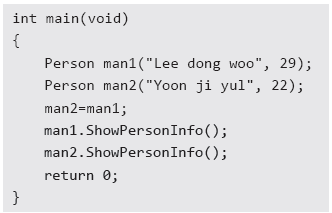 int main(void)
{
    Person man1("Lee dong woo", 29);
    Person man2("Yoon ji yul", 22);
    man2=man1;
    man1.ShowPersonInfo();
    man2.ShowPersonInfo();
    return 0;
}